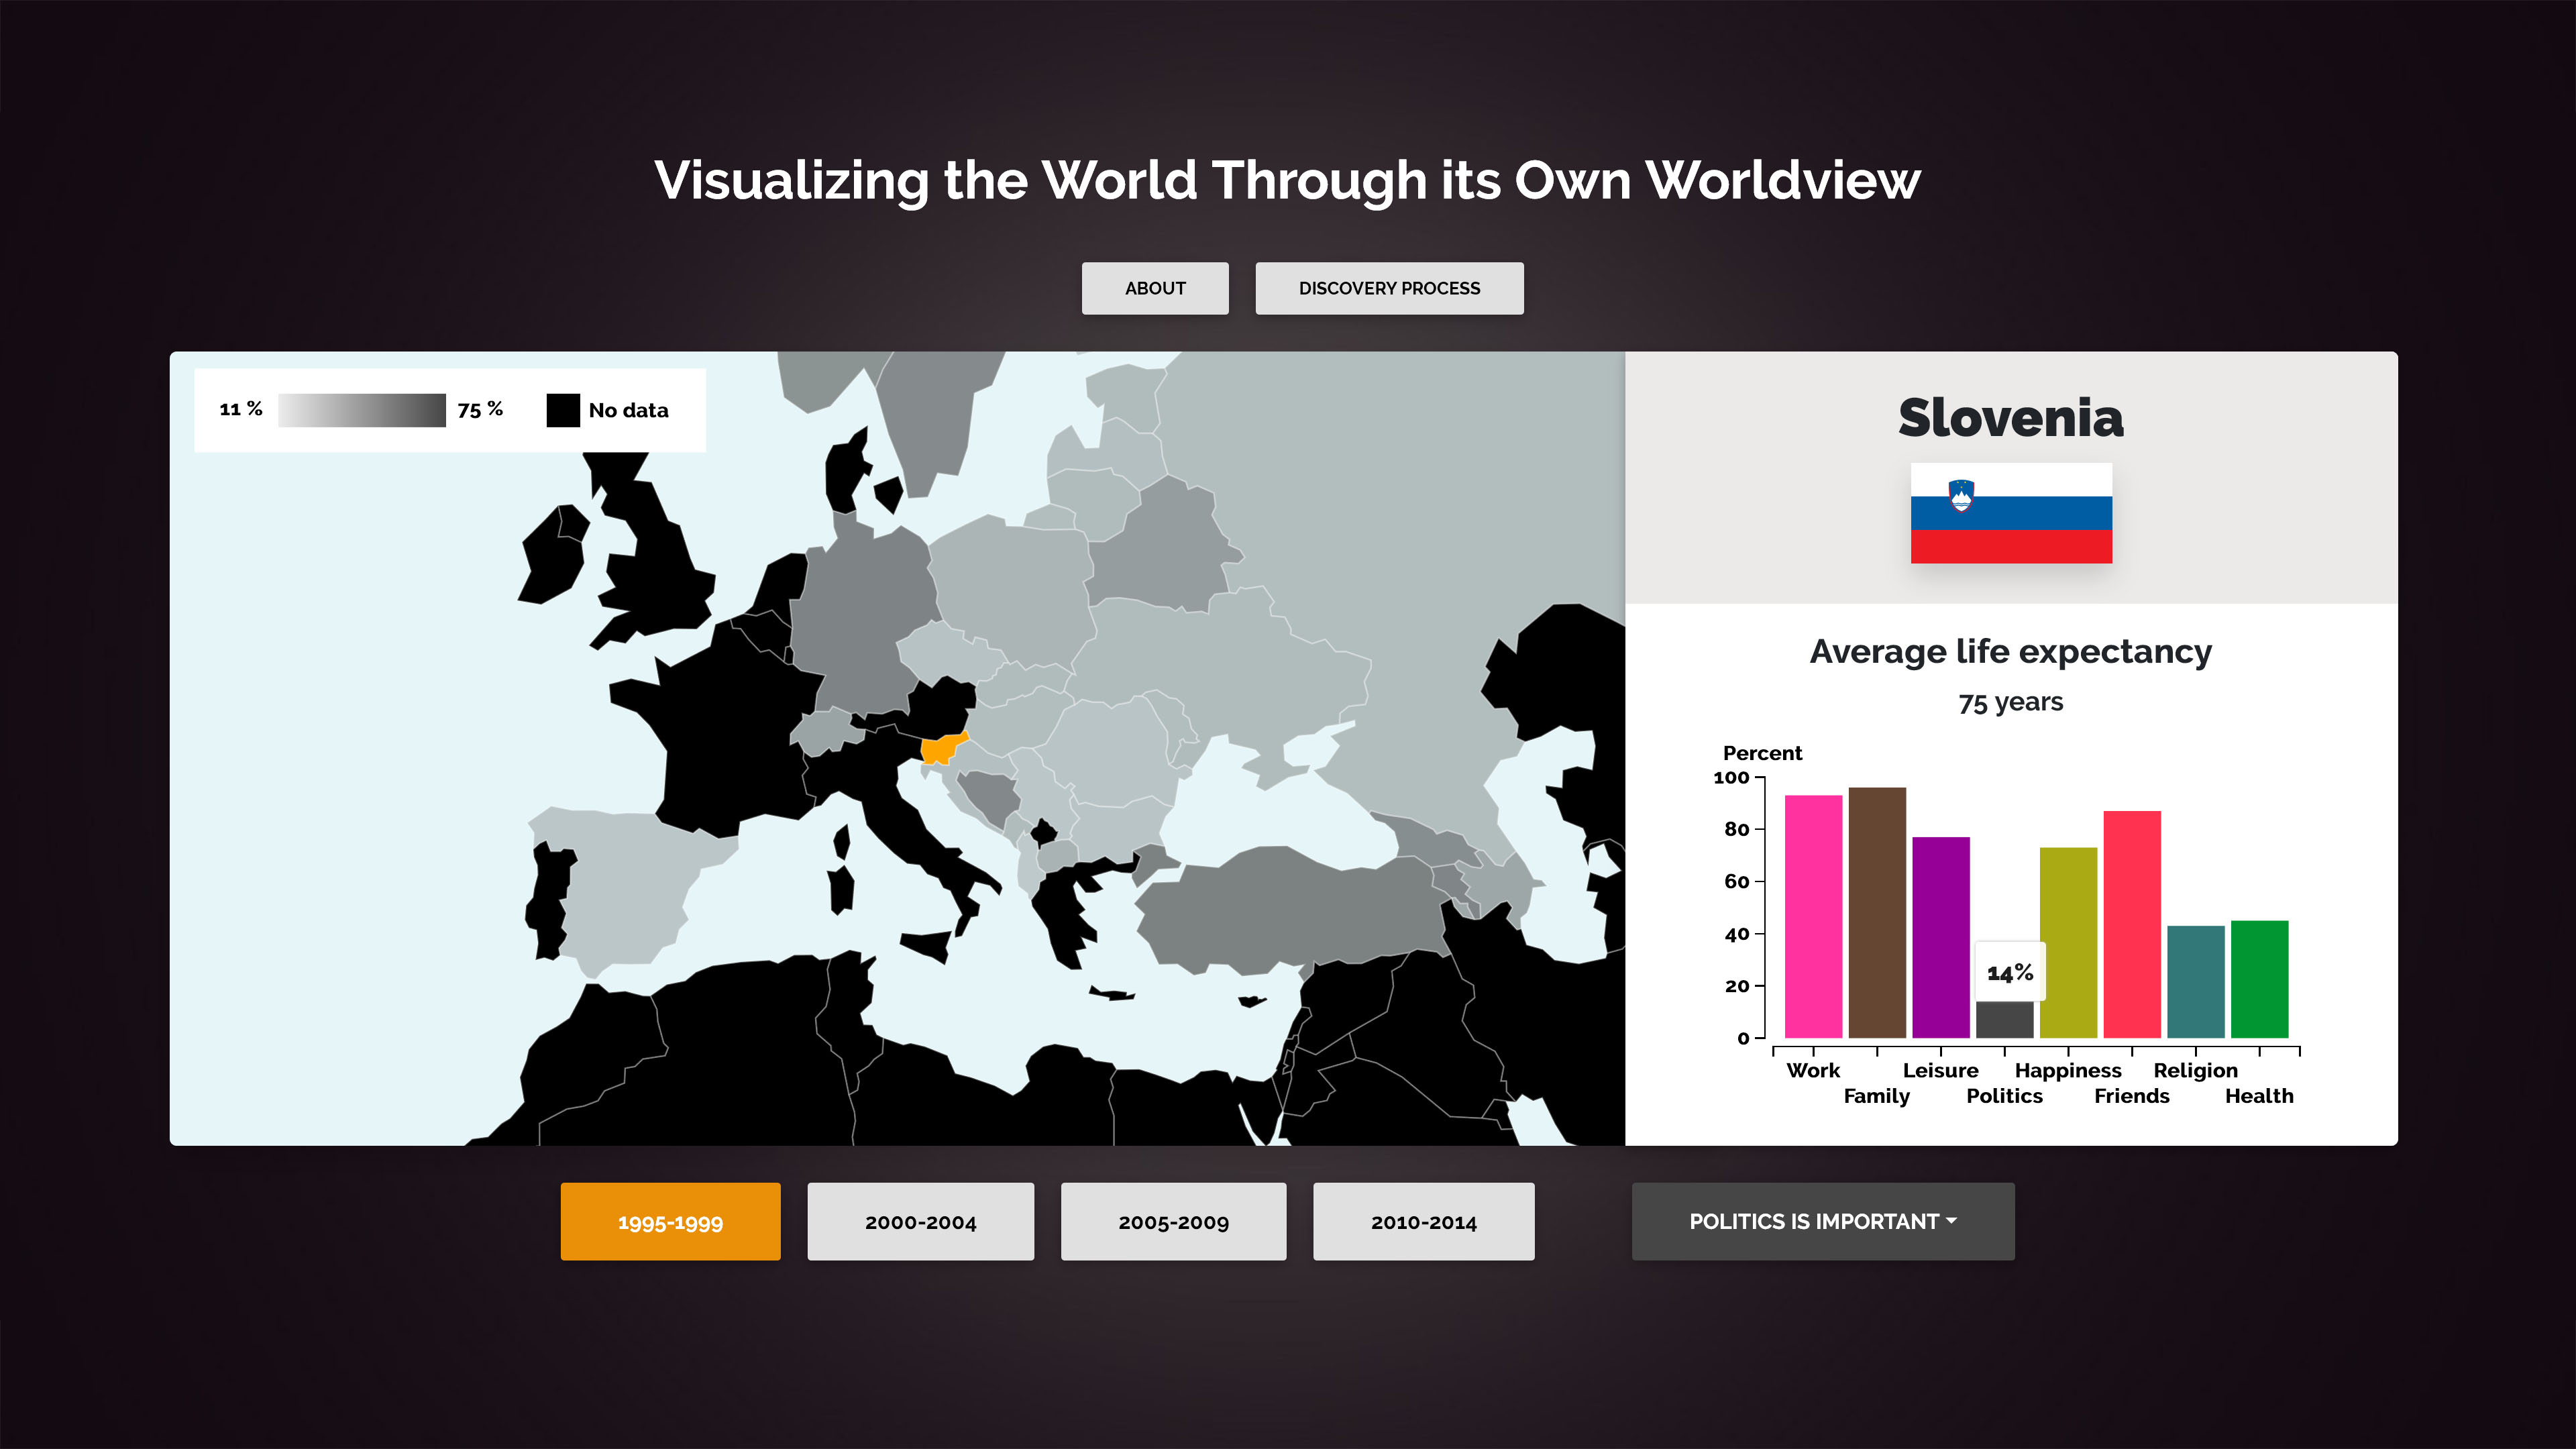 Visualizing the World Through its Own Worldview
ABOUT
DISCOVERY PROCESS
11 %
75 %
No data
Slovenia
Average life expectancy
75 years
Percent
100
80
60
40
20
0
14%
Work
Leisure
Happiness
Religion
Family
Politics
Friends
Health
1995-1999
2000-2004
2005-2009
2010-2014
POLITICS IS IMPORTANT